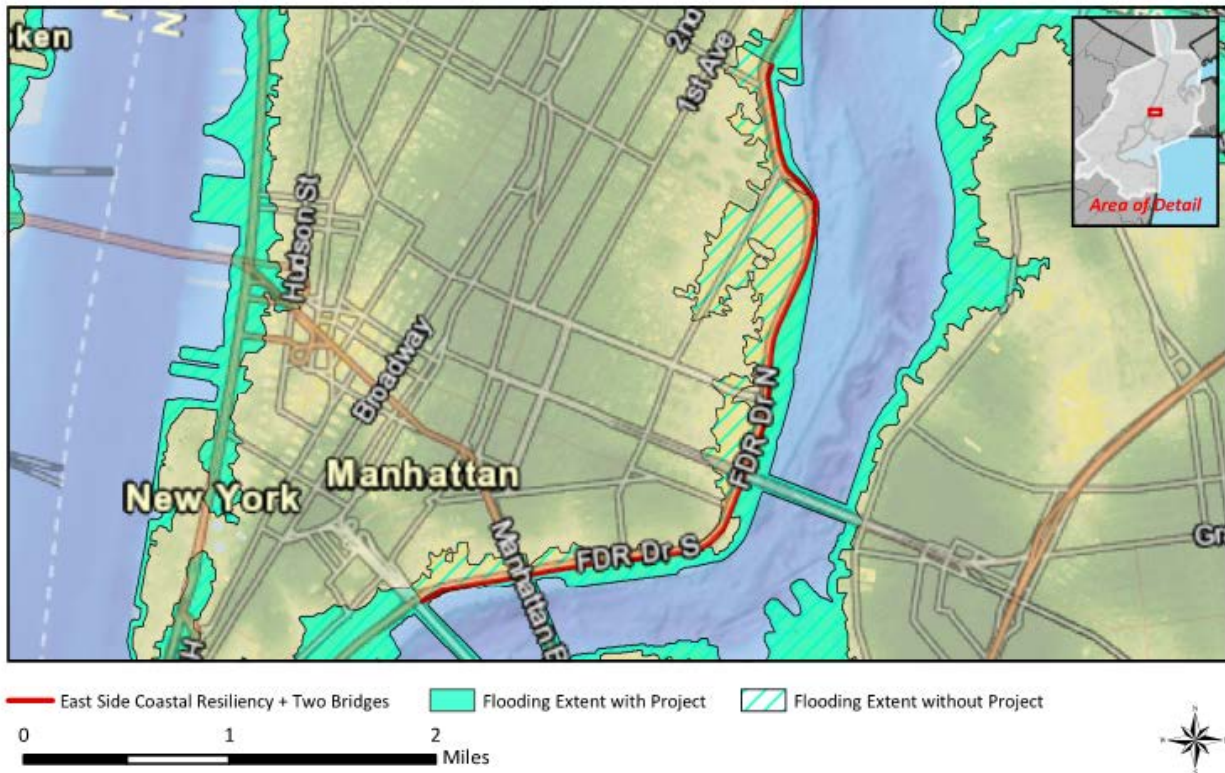 oken
N
N
2nd
1st Ave
Area of Detail
Hudson St
Broadway
FDR Dr N
Manhattan
New York
Manhattan B
FDR Dr S
Gr
H
East Side Coastal Resiliency + Two Bridges
Flooding Extent with Project
Flooding Extent without Project
0 1 2
Miles
N